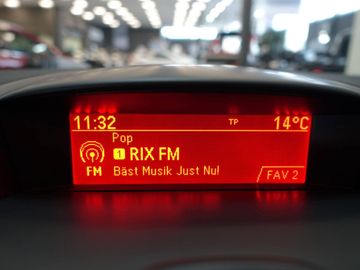 11:32 TP 14°C
Pop
1 RIX FM
FM Bäst Musik Just Nu!
FAV 2